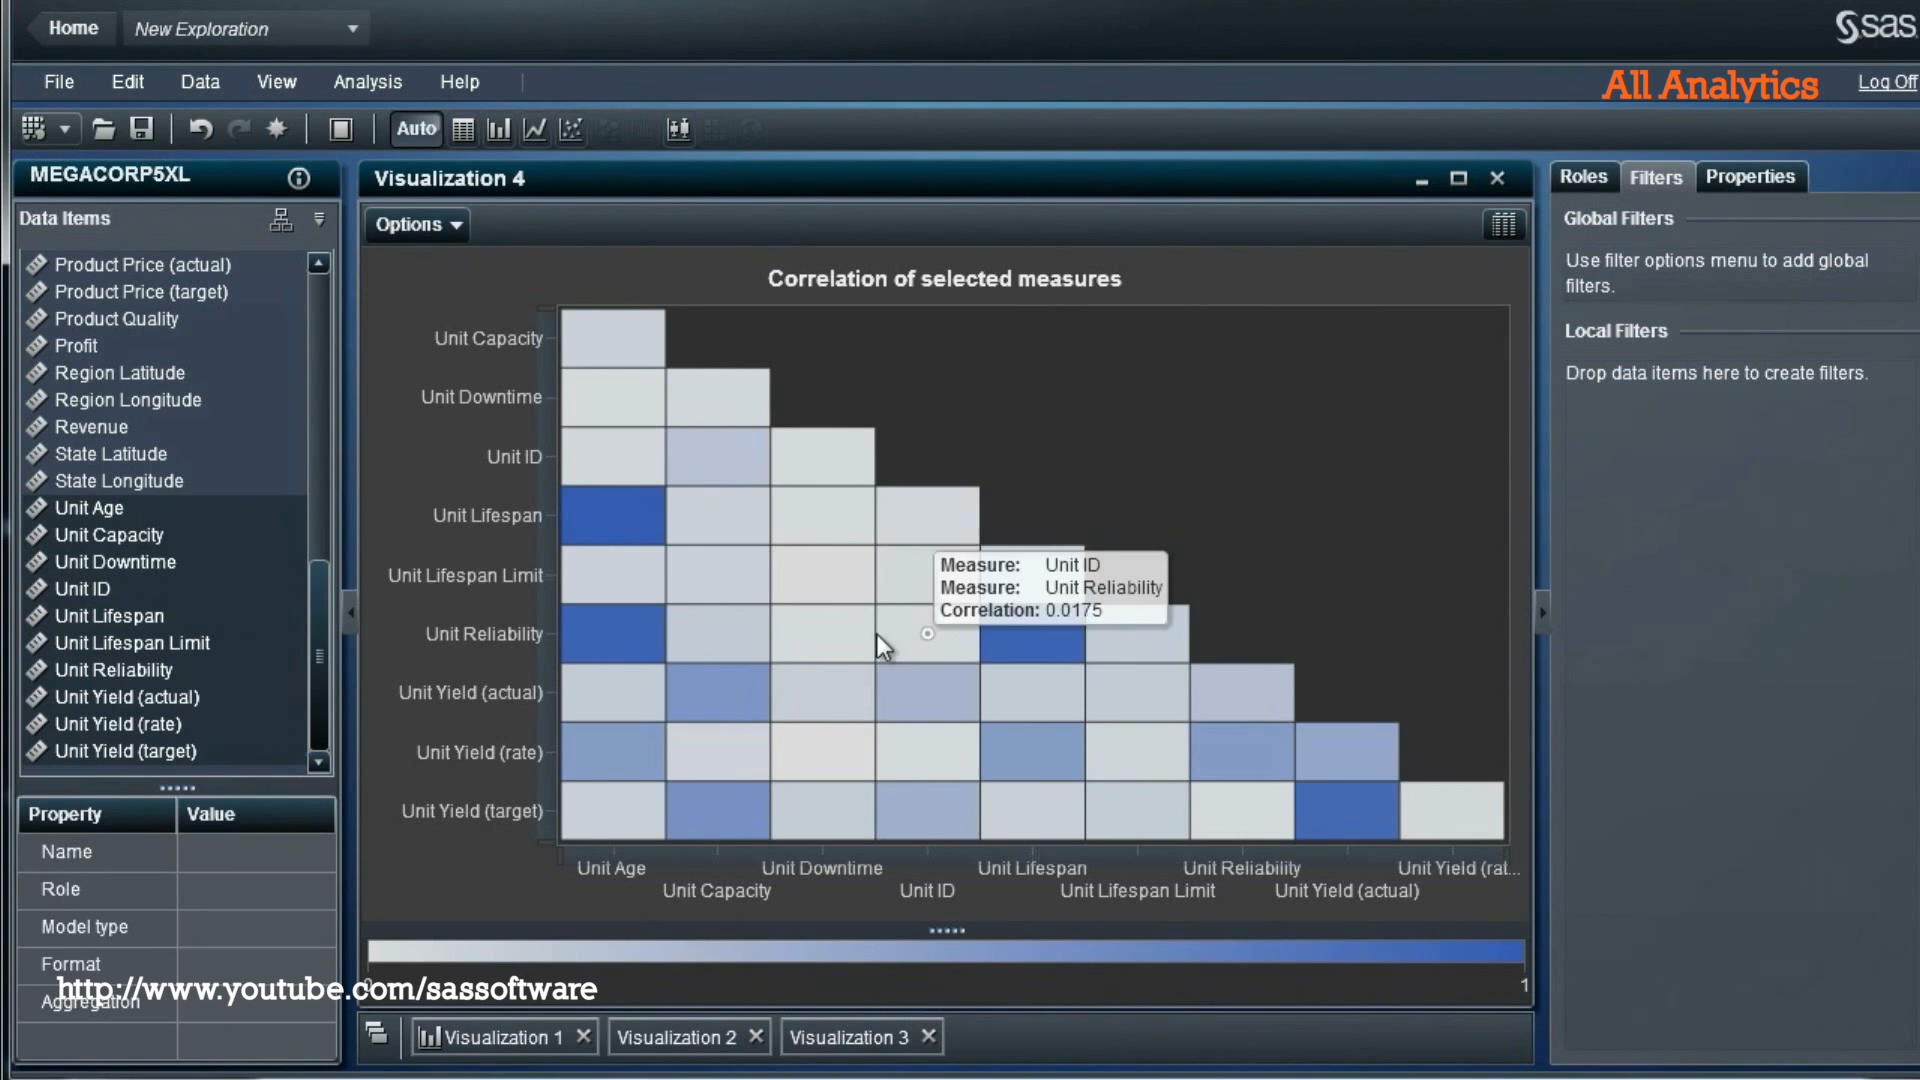 Home
New Exploration
sas
File Edit Data View Analysis Help
All Analytics
Log Off
Auto
MEGACORP5XL
Data Items
Product Price (actual)
Product Price (target)
Product Quality
Profit
Region Latitude
Region Longitude
Revenue
State Latitude
State Longitude
Unit Age
Unit Capacity
Unit Downtime
Unit ID
Unit Lifespan
Unit Lifespan Limit
Unit Reliability
Unit Yield (actual)
Unit Yield (rate)
Unit Yield (target)
Property Value
Name
Role
Model type
Format
Aggregation
http://www.youtube.com/sassoftware
Visualization 4
Options
Correlation of selected measures
Unit Capacity
Unit Downtime
Unit ID
Unit Lifespan
Unit Lifespan Limit
Unit Reliability
Unit Yield (actual)
Unit Yield (rate)
Unit Yield (target)
Measure: Unit ID
Measure: Unit Reliability
Correlation: 0.0175
Unit Age Unit Downtime Unit Lifespan Unit Reliability Unit Yield (rat...
Unit Capacity Unit ID Unit Lifespan Limit Unit Yield (actual)
0 1
Visualization 1 Visualization 2 Visualization 3
Roles Filters Properties
Global Filters
Use filter options menu to add global
filters.
Local Filters
Drop data items here to create filters.